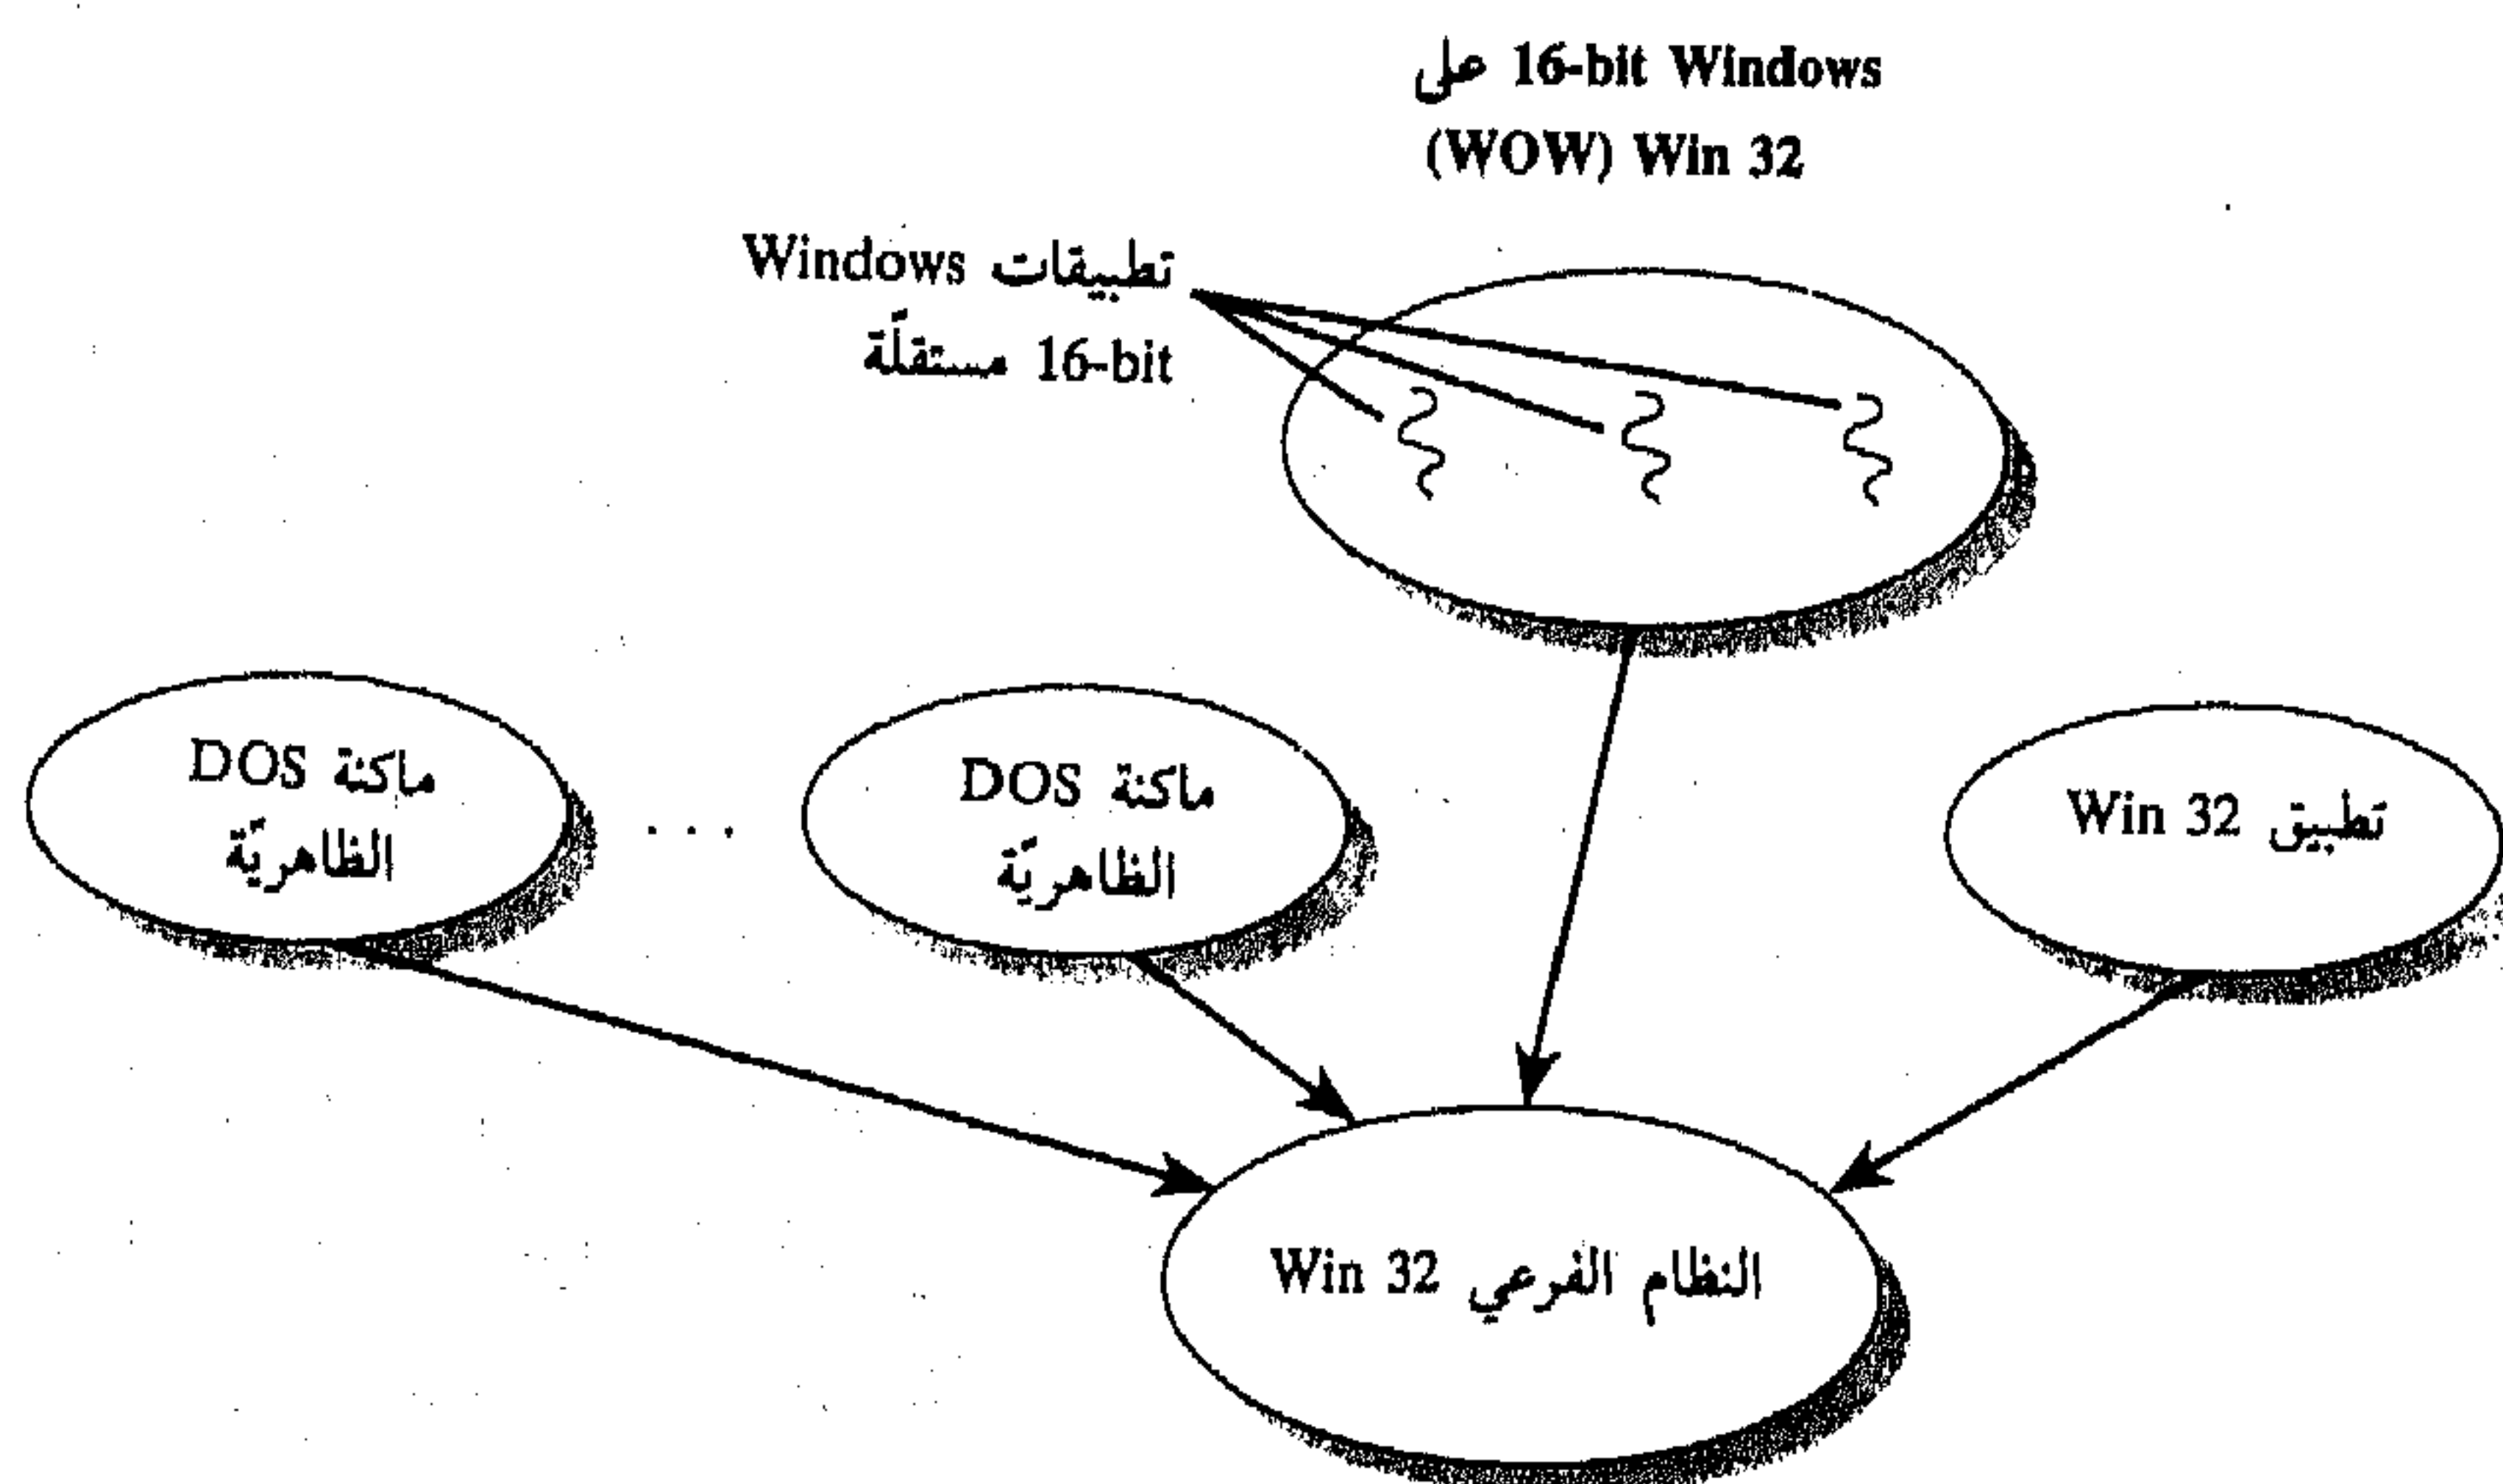 16-bit Windows على
(WOW) Win 32
تطبيقات Windows
16-bit مستقلّة
ماكنة DOS
الظاهريّة
...
ماكنة DOS
الظاهريّة
تطبيق Win 32
النظام الفرعي Win 32